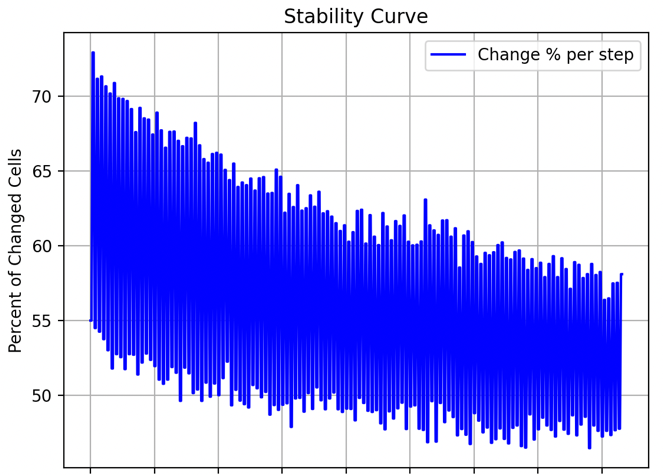 Stability Curve
Change % per step
Percent of Changed Cells
70
65
60
55
50